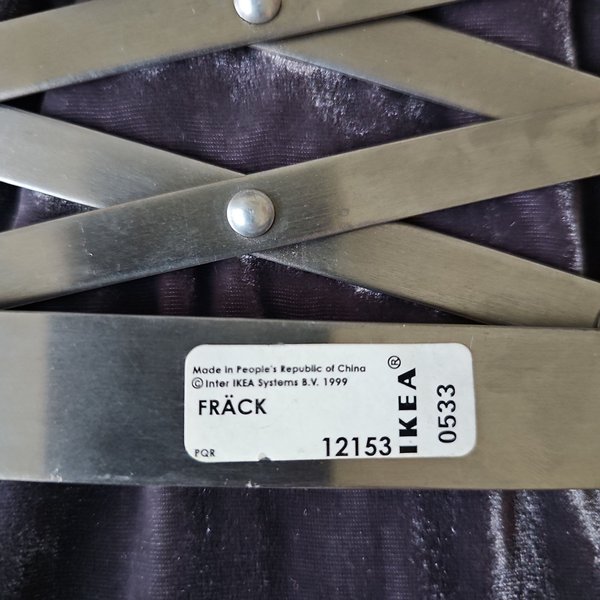 Made in People's Republic of China
©Inter IKEA Systems B.V. 1999
FRÄCK
PQR
12153
IKEA®
0533